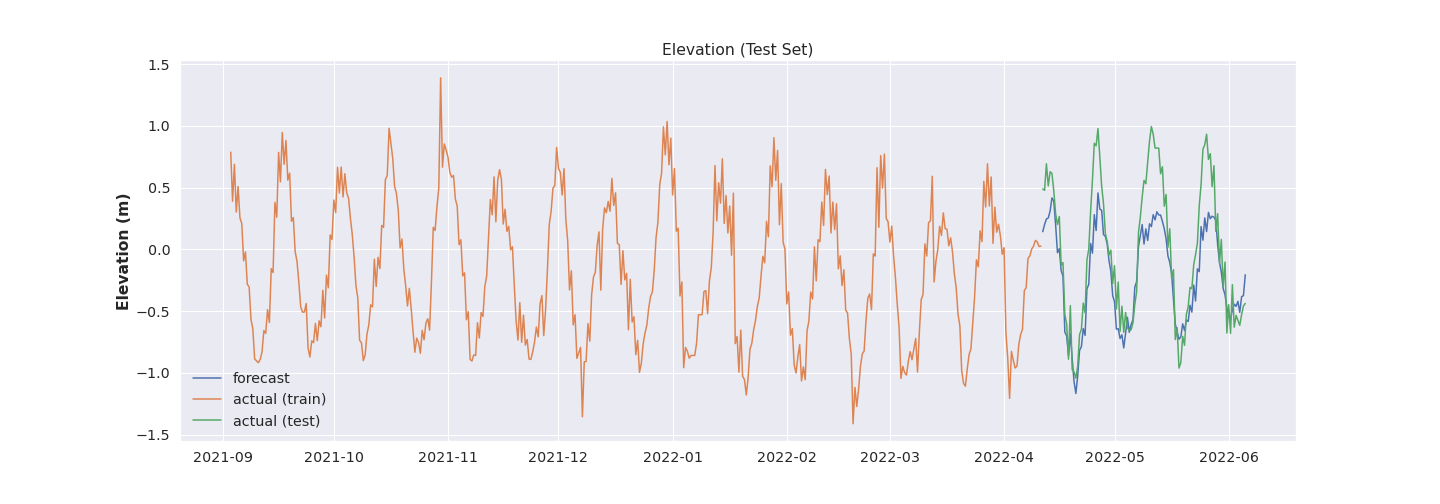 Elevation (Test Set)
Elevation (m)
1.5
1.0
0.5
0.0
−0.5
−1.0
−1.5
forecast
actual (train)
actual (test)
2021-09 2021-10 2021-11 2021-12 2022-01 2022-02 2022-03 2022-04 2022-05 2022-06